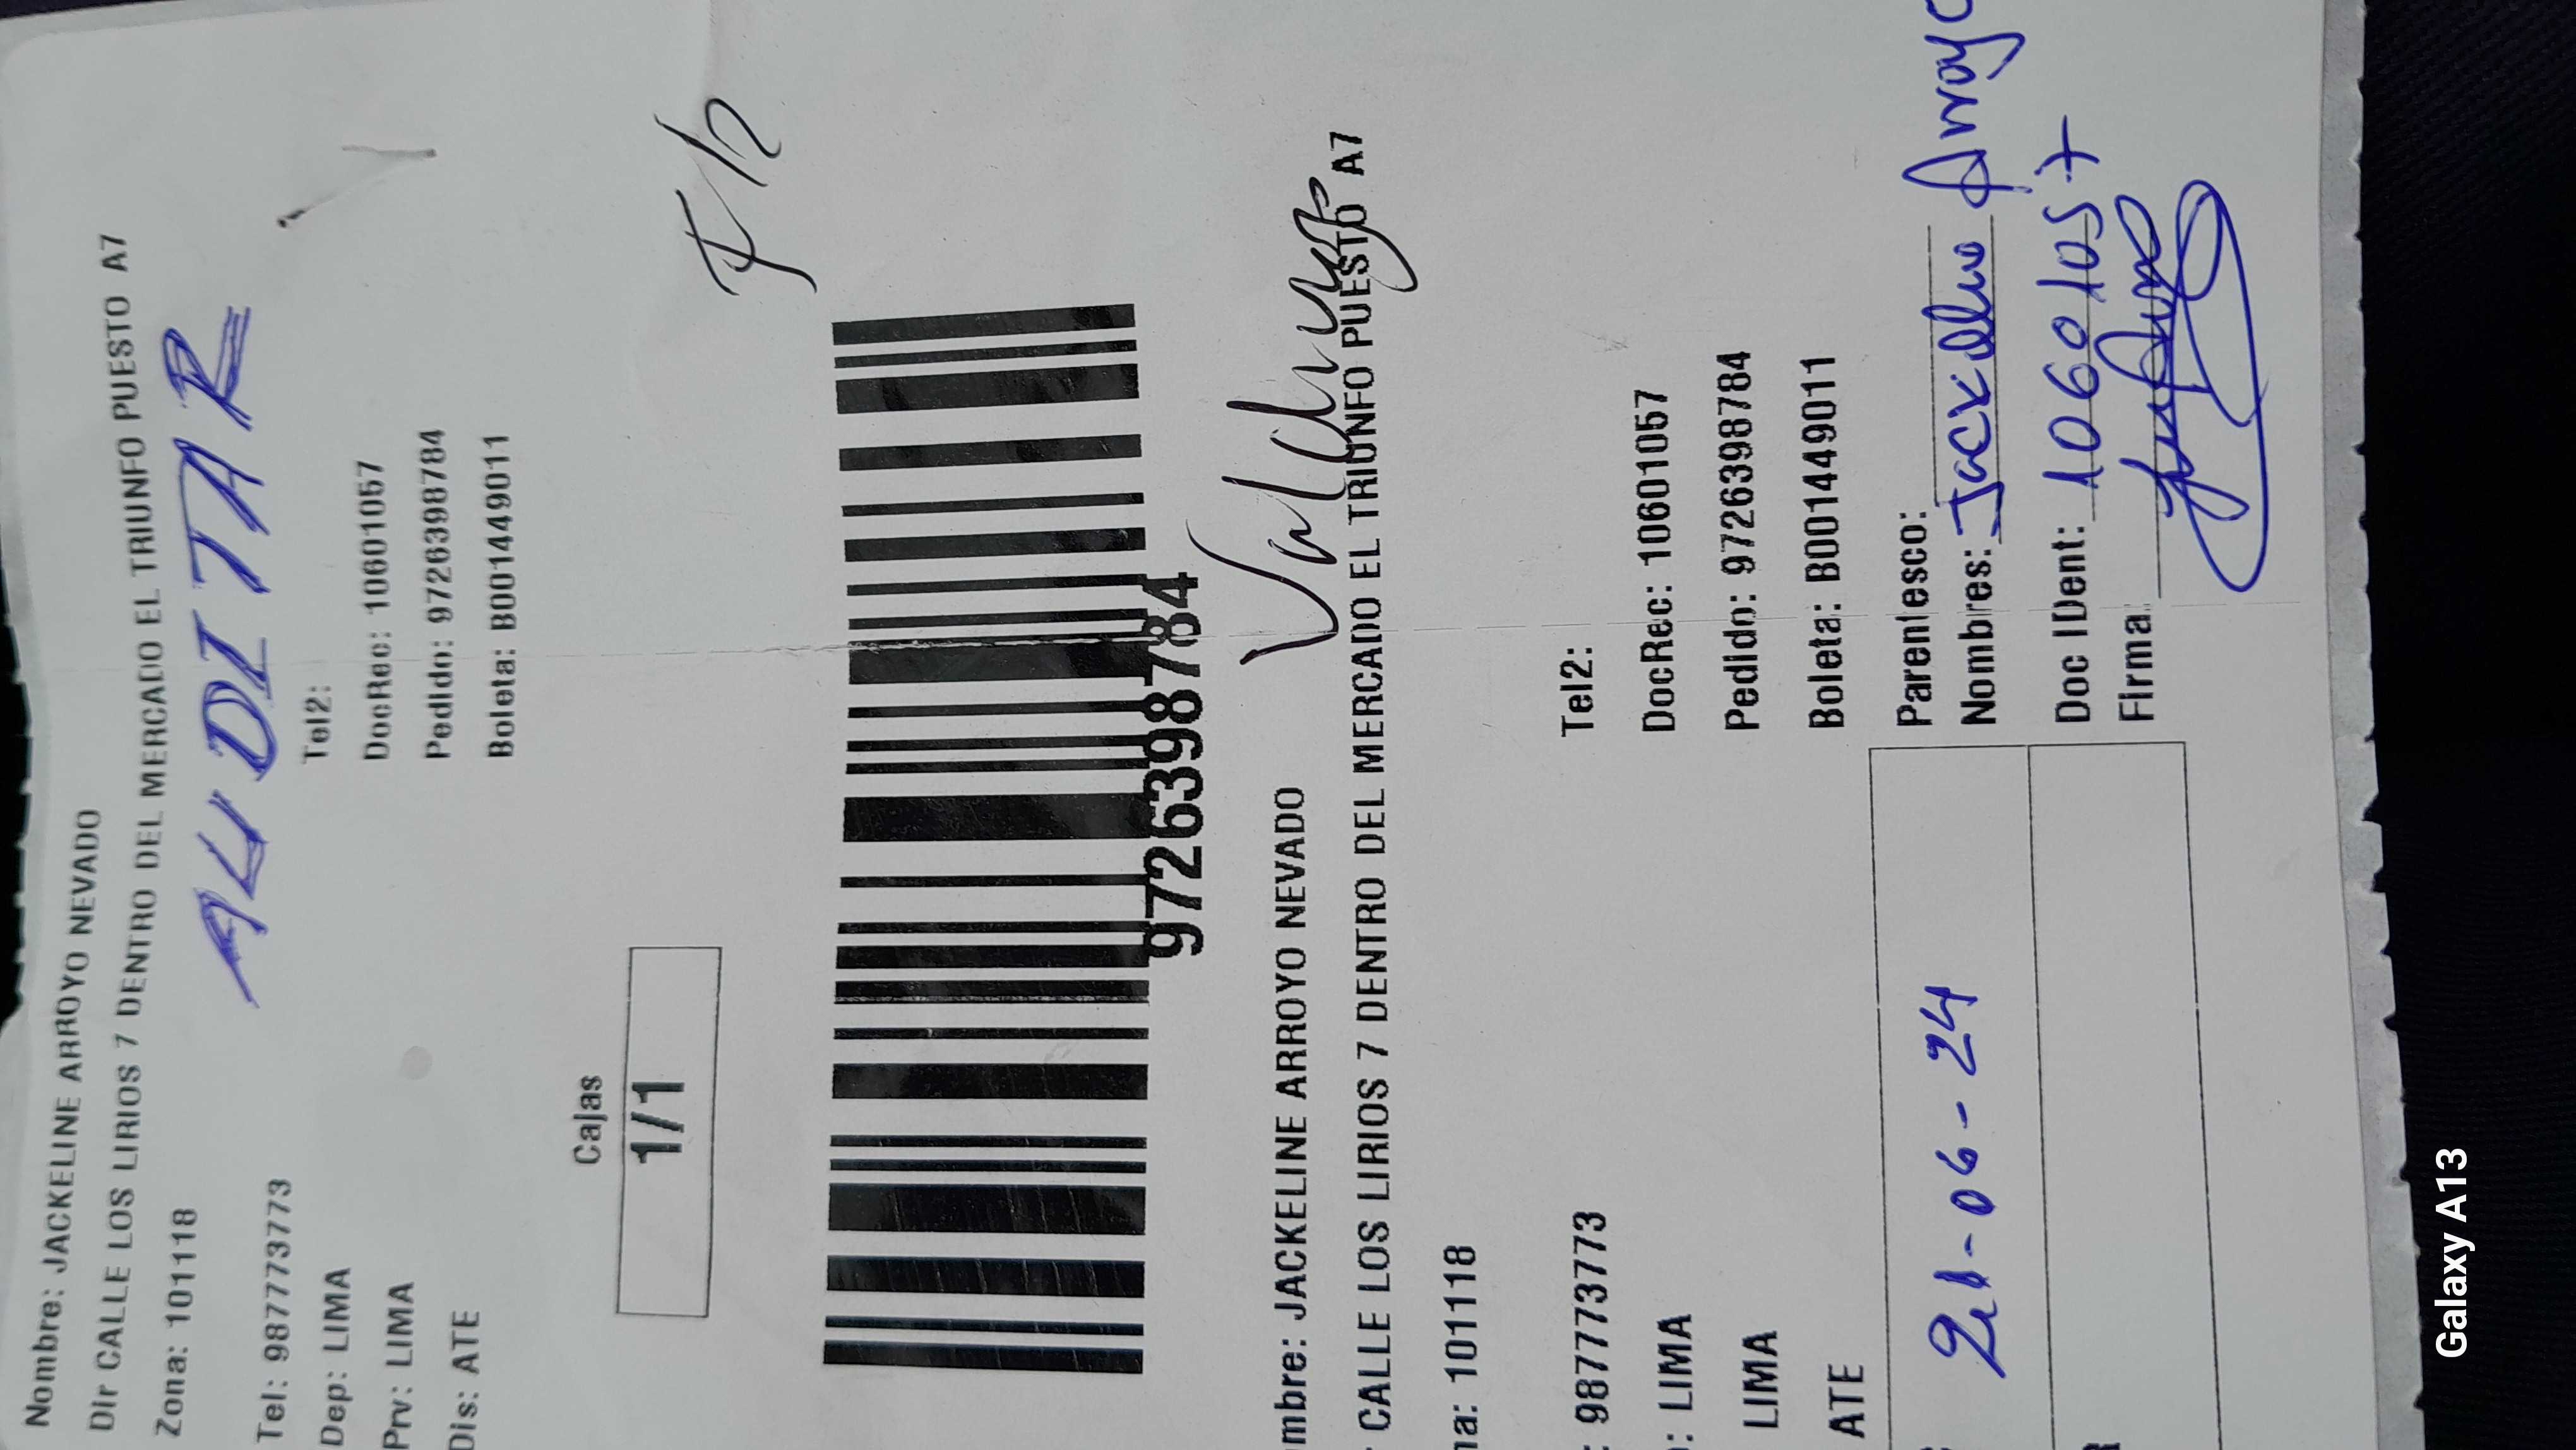 Nombre: JACKELINE ARROYO NEVADO
Dir CALLE LOS LIRIOS 7 DENTRO DEL MERCADO EL TRIUNFO PUESTO A7
Zona: 101118
AUDITAR
Tel: 987773773 Tel2:
Dep: LIMA DocRec: 10601057
Prv: LIMA Pedido: 9726398784
Dis: ATE Boleta: B001449011
Cajas
1/1
9726398784
mbre: JACKELINE ARROYO NEVADO
CALLE LOS LIRIOS 7 DENTRO DEL MERCADO EL TRIUNFO PUESTO A7
na: 101118
: 987773773 Tel2:
: LIMA DocRec: 10601057
LIMA Pedido: 9726398784
ATE Boleta: B001449011
Parentesco:
21-06-24 Nombres: Jackeline Arroyo
Doc IDent: 10601057
Firma
Galaxy A13